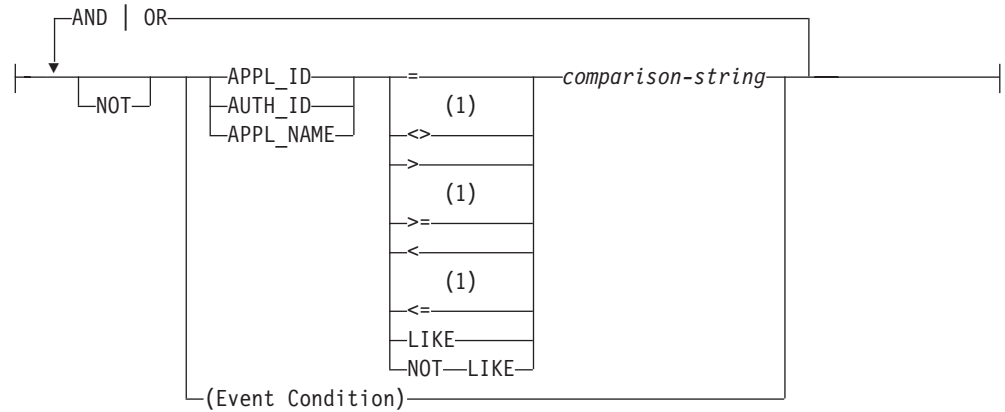 AND | OR
APPL_ID = comparison-string
NOT AUTH_ID (1)
APPL_NAME <>
>
(1)
>=
<
(1)
<=
LIKE
NOT LIKE
(Event Condition)